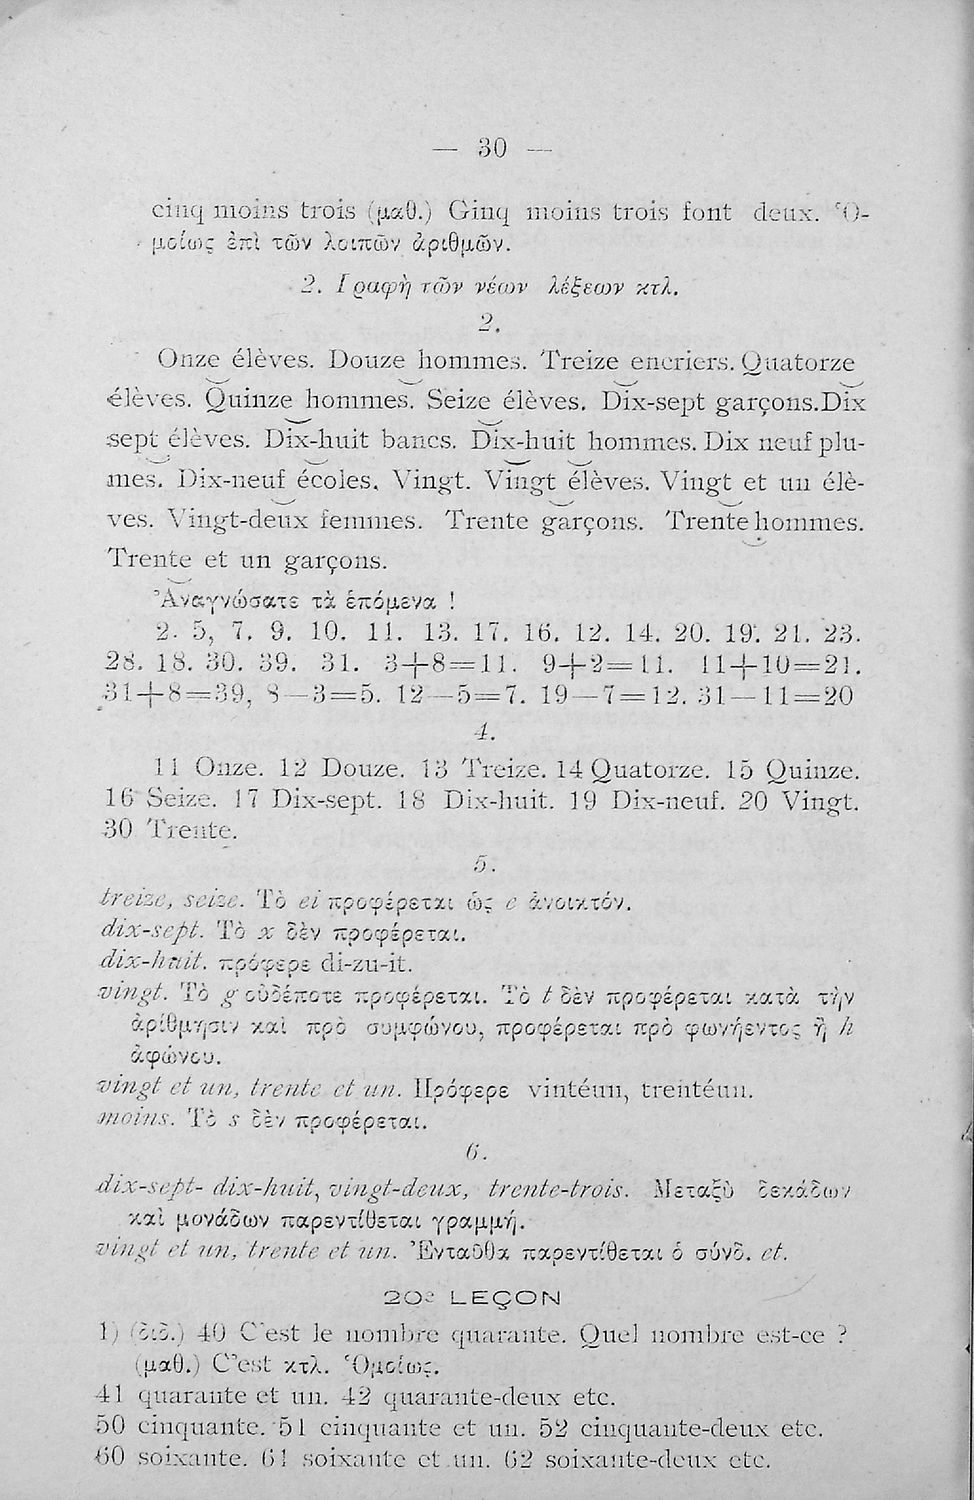 — 30 —
cinq moins trois (μαθ.) Cinq moins trois font deux. Ὁ-
μοίως ἐπὶ τῶν λοιπῶν ἀριθμῶν.
2. Γραφὴ τῶν νέων λέξεων κτλ.
2.
Onze élèves. Douze hommes. Treize encriers. Quatorze
élèves. Quinze hommes. Seize élèves. Dix-sept garçons. Dix
sept élèves. Dix-huit bancs. Dix-huit hommes. Dix neuf plu-
mes. Dix-neuf écoles. Vingt. Vingt élèves. Vingt et un élè-
ves. Vingt-deux femmes. Trente garçons. Trente hommes.
Trente et un garçons.
Ἀναγνώσατε τὰ ἑπόμενα !
2. 5, 7. 9. 10. 11. 13. 17. 16. 12. 14. 20. 19. 21. 23.
28. 18. 30. 39. 31. 3+8=11. 9+2=11. 11+10=21.
31+8=39, 8—3=5. 12—5=7. 19—7=12. 31—11=20
4.
11 Onze. 12 Douze. 13 Treize. 14 Quatorze. 15 Quinze.
16 Seize. 17 Dix-sept. 18 Dix-huit. 19 Dix-neuf. 20 Vingt.
30 Trente.
5.
treize, seize. Τὸ ei προφέρεται ὡς e ἀνοικτόν.
dix-sept. Τὸ x δὲν προφέρεται.
dix-huit. πρόφερε di-zu-it.
vingt. Τὸ g οὐδέποτε προφέρεται. Τὸ t δὲν προφέρεται κατὰ τὴν
ἀρίθμησιν καὶ πρὸ συμφώνου, προφέρεται πρὸ φωνήεντος ἢ h
ἀφώνου.
vingt et un, trente et un. Πρόφερε vintéun, trentéun.
moins. Τὸ s δὲν προφέρεται.
6.
dix-sept- dix-huit, vingt-deux, trente-trois. Μεταξὺ δεκάδων
καὶ μονάδων παρεντίθεται γραμμή.
vingt et un, trente et un. Ἐνταῦθα παρεντίθεται ὁ σύνδ. et.
20e LEÇON
1) (διδ.) 40 C'est le nombre quarante. Quel nombre est-ce ?
(μαθ.) C'est κτλ. Ὁμοίως.
41 quarante et un. 42 quarante-deux etc.
50 cinquante. 51 cinquante et un. 52 cinquante-deux etc.
60 soixante. 61 soixante et un. 62 soixante-deux etc.